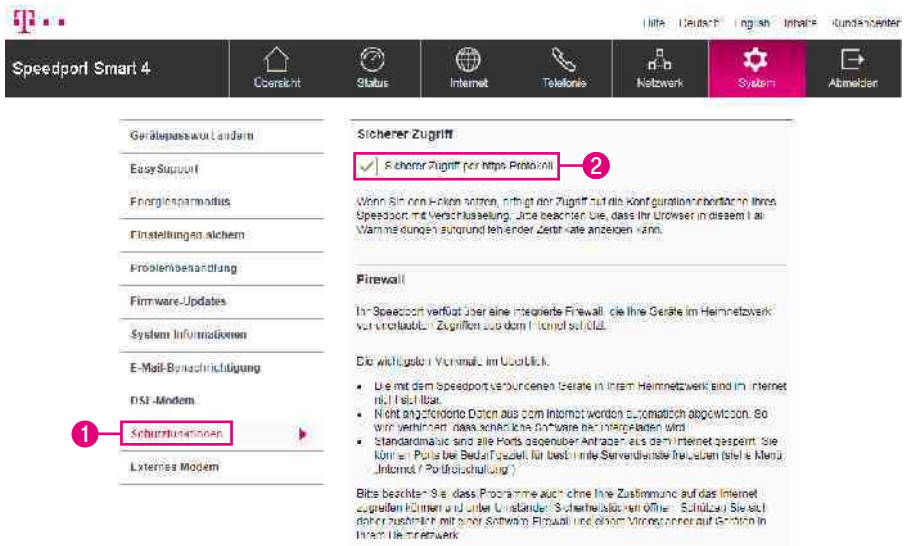 Hilfe Deutsch English Inhalte Kundencenter
Speedport Smart 4
Übersicht Status Internet Telefonie Netzwerk System Abmelden
Gerätepasswort ändern
EasySupport
Energiesparmodus
Einstellungen sichern
Problembehandlung
Firmware-Updates
System Informationen
E-Mail-Benachrichtigung
DSL-Modem
1 Schutzfunktionen
Externes Modem
Sicherer Zugriff
Sicherer Zugriff per https-Protokoll 2
Wenn Sie den Haken setzen, erfolgt der Zugriff auf die Konfigurationsoberfläche Ihres
Speedport mit Verschlüsselung. Bitte beachten Sie, dass Ihr Browser in diesem Fall
Warnmeldungen aufgrund fehlender Zertifikate anzeigen kann.
Firewall
Ihr Speedport verfügt über eine integrierte Firewall, die Ihre Geräte im Heimnetzwerk
vor unerlaubten Zugriffen aus dem Internet schützt.
Die wichtigsten Merkmale im Überblick:
• Die mit dem Speedport verbundenen Geräte in Ihrem Heimnetzwerk sind im Internet
nicht sichtbar.
• Nicht angeforderte Daten aus dem Internet werden automatisch abgewiesen. So
wird verhindert, dass schädliche Software heruntergeladen wird.
• Standardmäßig sind alle Ports gegenüber Anfragen aus dem Internet gesperrt. Sie
können Ports bei Bedarf gezielt für bestimmte Serverdienste freigeben (siehe Menü
„Internet / Portfreischaltung“)
Bitte beachten Sie, dass Programme auch ohne Ihre Zustimmung auf das Internet
zugreifen können und unter Umständen Sicherheitslücken öffnen. Schützen Sie sich
daher zusätzlich mit einer Software-Firewall und einem Virenscanner auf Geräten in
Ihrem Heimnetzwerk.